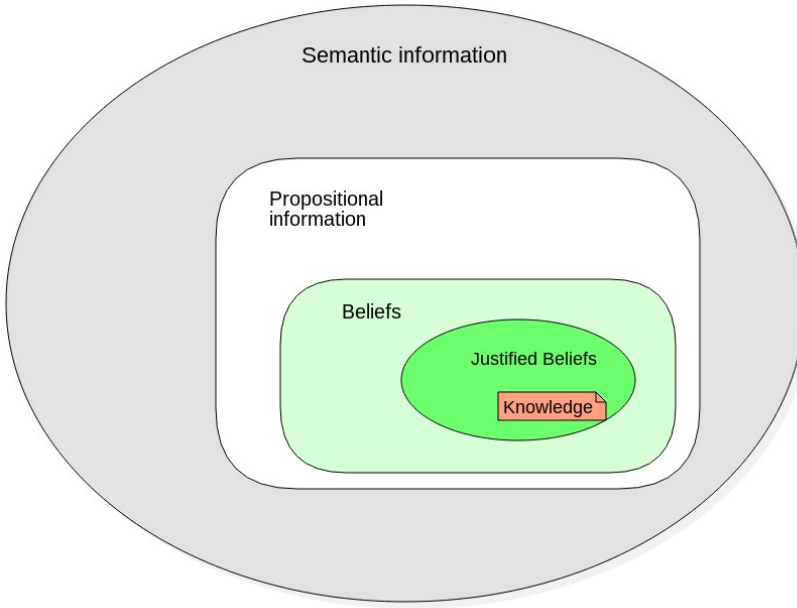 Semantic information
Propositional
information
Beliefs
Justified Beliefs
Knowledge